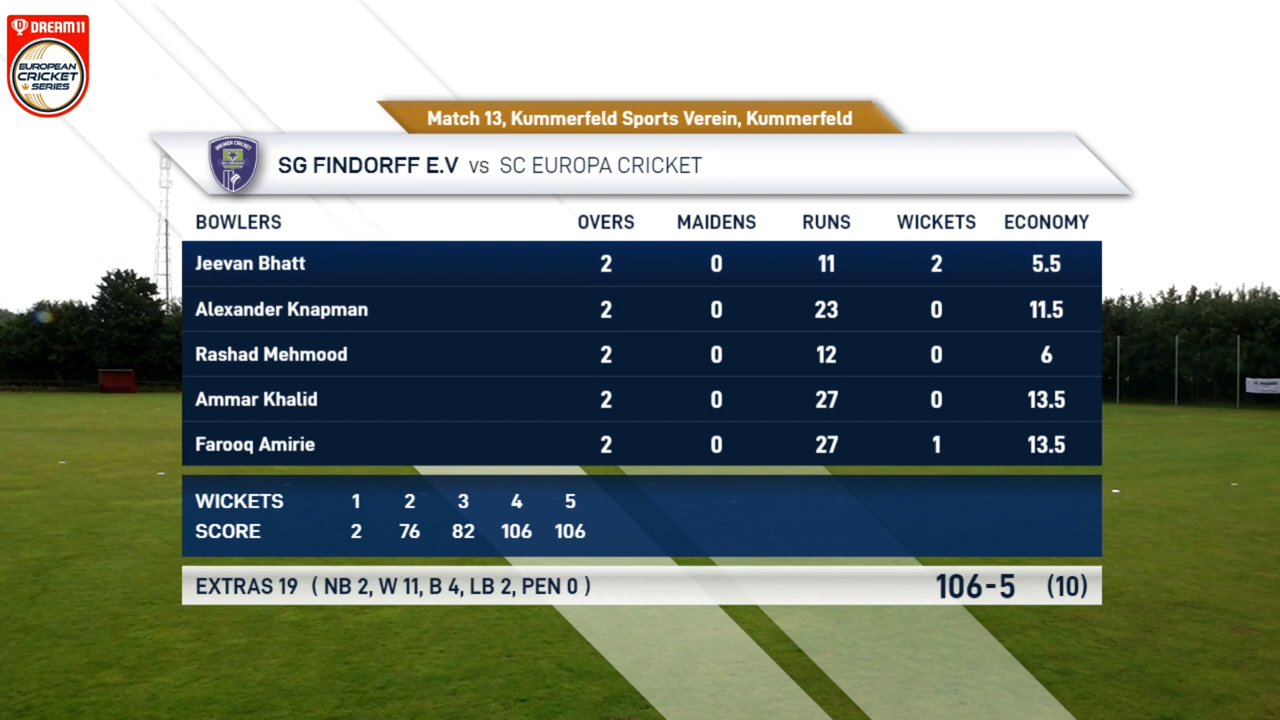 DREAM11
EUROPEAN
CRICKET
SERIES
Match 13, Kummerfeld Sports Verein, Kummerfeld
SG FINDORFF E.V vs SC EUROPA CRICKET
BOWLERS OVERS MAIDENS RUNS WICKETS ECONOMY
Jeevan Bhatt 2 0 11 2 5.5
Alexander Knapman 2 0 23 0 11.5
Rashad Mehmood 2 0 12 0 6
Ammar Khalid 2 0 27 0 13.5
Farooq Amirie 2 0 27 1 13.5
WICKETS 1 2 3 4 5
SCORE 2 76 82 106 106
EXTRAS 19 ( NB 2, W 11, B 4, LB 2, PEN 0 ) 106-5 (10)